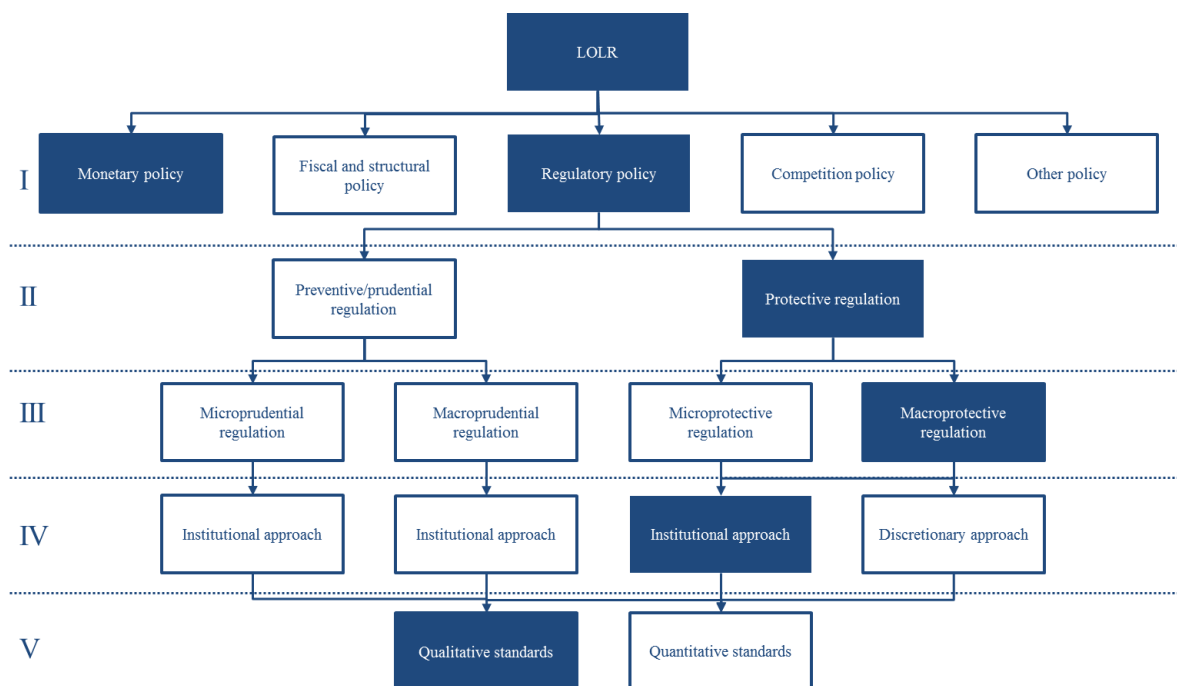 LOLR
I
Monetary policy
Fiscal and structural
policy
Regulatory policy
Competition policy
Other policy
II
Preventive/prudential
regulation
Protective regulation
III
Microprudential
regulation
Macroprudential
regulation
Microprotective
regulation
Macroprotective
regulation
IV
Institutional approach
Institutional approach
Institutional approach
Discretionary approach
V
Qualitative standards
Quantitative standards